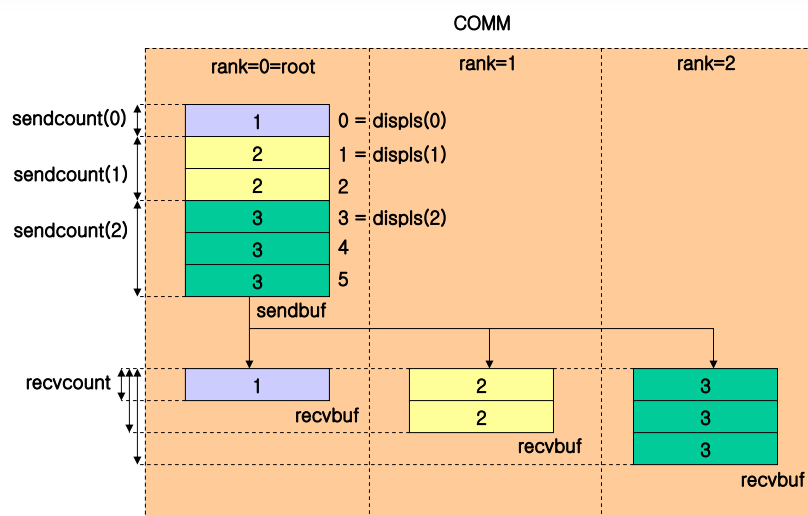 COMM
rank=0=root
rank=1
rank=2
sendcount(0)
1
0 = displs(0)
sendcount(1)
2
1 = displs(1)
2
2
sendcount(2)
3
3 = displs(2)
3
4
3
5
sendbuf
recvcount
1
2
3
recvbuf
2
3
recvbuf
3
recvbuf